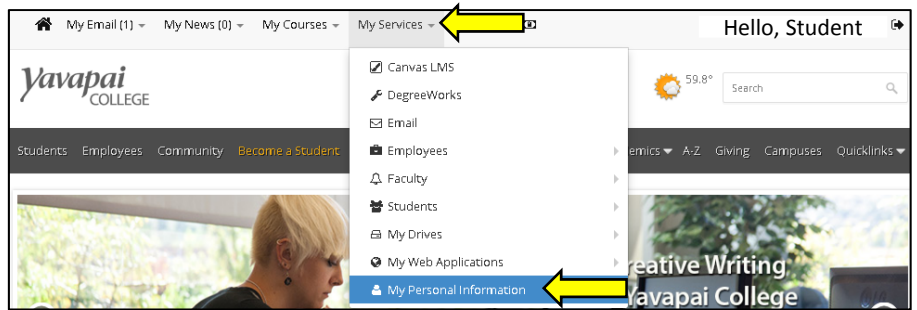 My Email (1) My News (0) My Courses My Services Hello, Student
Yavapai
COLLEGE
59.8°
Search
Students Employees Community Become a Student
emics A-Z Giving Campuses Quicklinks
Canvas LMS
DegreeWorks
Email
Employees
Faculty
Students
My Drives
My Web Applications
My Personal Information
reative Writing
Yavapai College